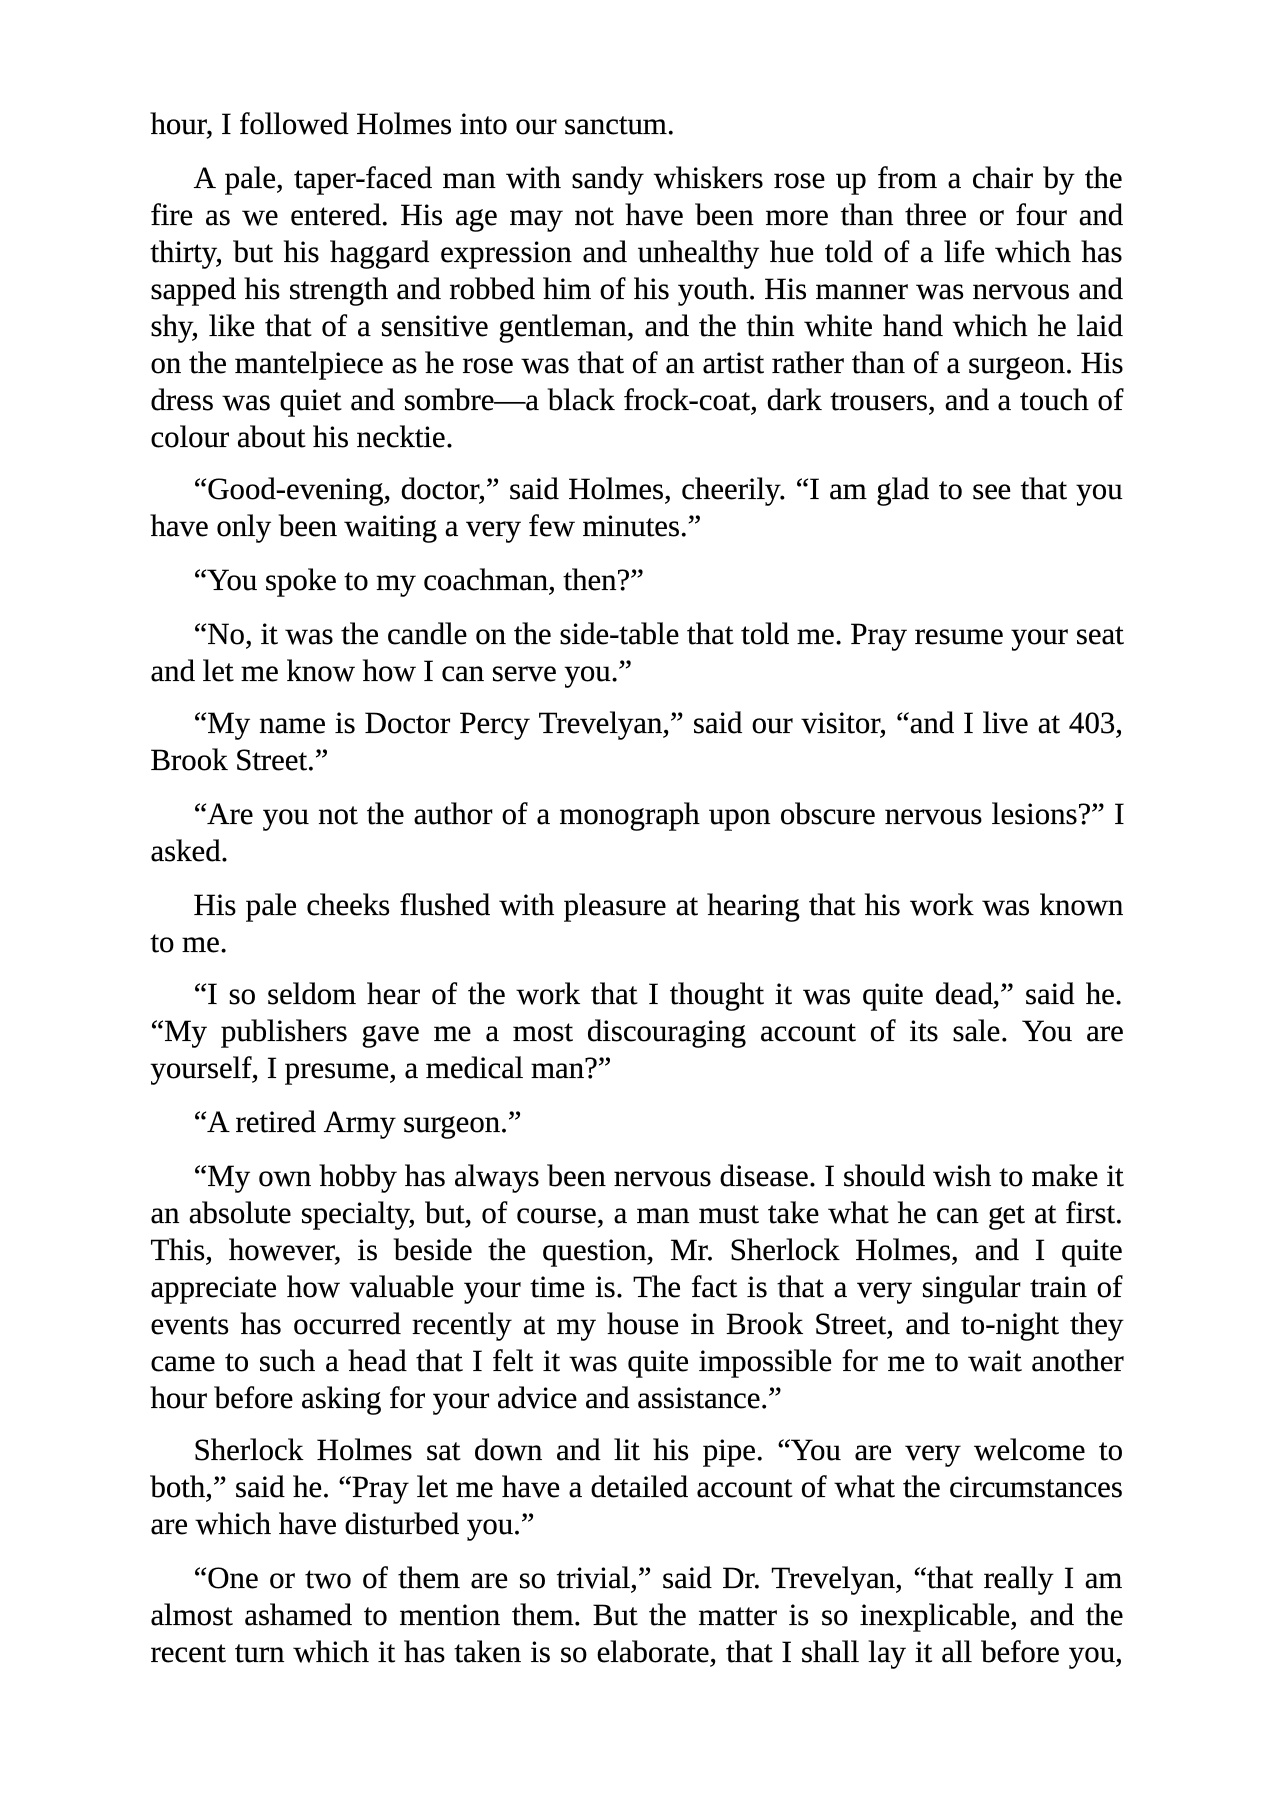 hour, I followed Holmes into our sanctum.
A pale, taper-faced man with sandy whiskers rose up from a chair by the
fire as we entered. His age may not have been more than three or four and
thirty, but his haggard expression and unhealthy hue told of a life which has
sapped his strength and robbed him of his youth. His manner was nervous and
shy, like that of a sensitive gentleman, and the thin white hand which he laid
on the mantelpiece as he rose was that of an artist rather than of a surgeon. His
dress was quiet and sombre—a black frock-coat, dark trousers, and a touch of
colour about his necktie.
“Good-evening, doctor,” said Holmes, cheerily. “I am glad to see that you
have only been waiting a very few minutes.”
“You spoke to my coachman, then?”
“No, it was the candle on the side-table that told me. Pray resume your seat
and let me know how I can serve you.”
“My name is Doctor Percy Trevelyan,” said our visitor, “and I live at 403,
Brook Street.”
“Are you not the author of a monograph upon obscure nervous lesions?” I
asked.
His pale cheeks flushed with pleasure at hearing that his work was known
to me.
“I so seldom hear of the work that I thought it was quite dead,” said he.
“My publishers gave me a most discouraging account of its sale. You are
yourself, I presume, a medical man?”
“A retired Army surgeon.”
“My own hobby has always been nervous disease. I should wish to make it
an absolute specialty, but, of course, a man must take what he can get at first.
This, however, is beside the question, Mr. Sherlock Holmes, and I quite
appreciate how valuable your time is. The fact is that a very singular train of
events has occurred recently at my house in Brook Street, and to-night they
came to such a head that I felt it was quite impossible for me to wait another
hour before asking for your advice and assistance.”
Sherlock Holmes sat down and lit his pipe. “You are very welcome to
both,” said he. “Pray let me have a detailed account of what the circumstances
are which have disturbed you.”
“One or two of them are so trivial,” said Dr. Trevelyan, “that really I am
almost ashamed to mention them. But the matter is so inexplicable, and the
recent turn which it has taken is so elaborate, that I shall lay it all before you,